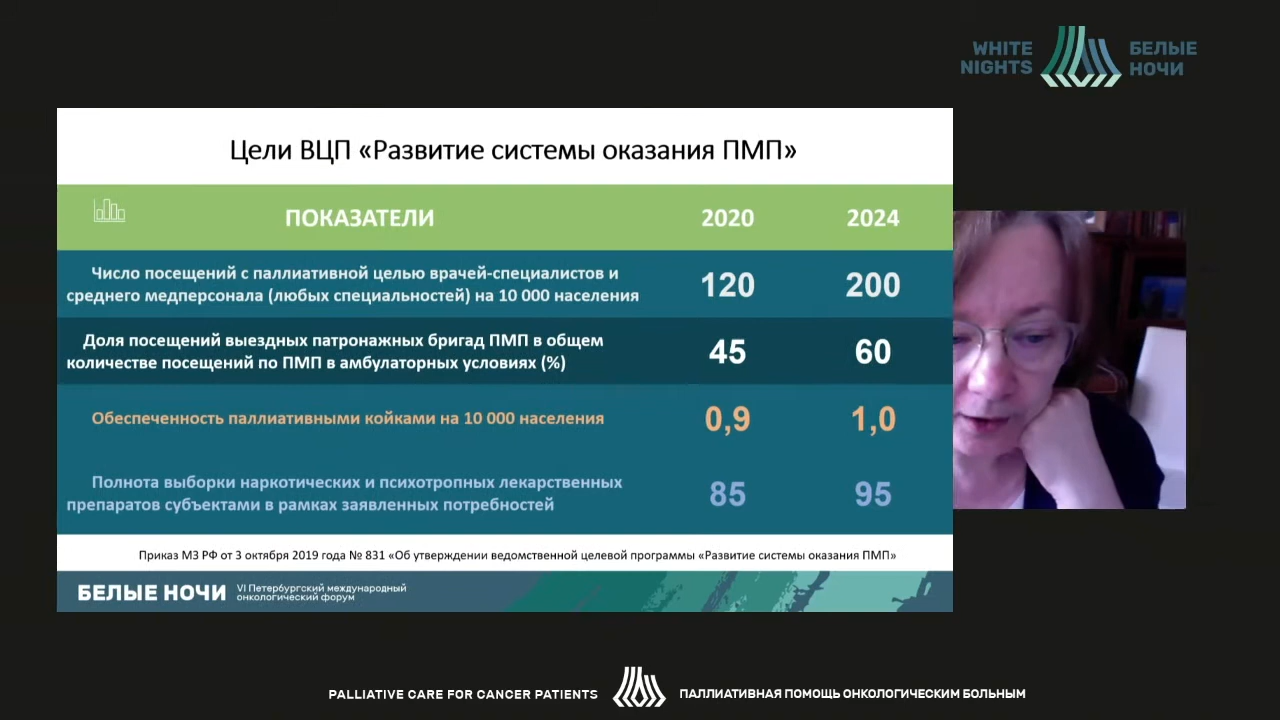 WHITE
NIGHTS
БЕЛЫЕ
НОЧИ
Цели ВЦП «Развитие системы оказания ПМП»
ПОКАЗАТЕЛИ 2020 2024
Число посещений с паллиативной целью врачей-специалистов и
среднего медперсонала (любых специальностей) на 10 000 населения
120 200
Доля посещений выездных патронажных бригад ПМП в общем
количестве посещений по ПМП в амбулаторных условиях (%)
45 60
Обеспеченность паллиативными койками на 10 000 населения 0,9 1,0
Полнота выборки наркотических и психотропных лекарственных
препаратов субъектами в рамках заявленных потребностей
85 95
Приказ МЗ РФ от 3 октября 2019 года № 831 «Об утверждении ведомственной целевой программы «Развитие системы оказания ПМП»
БЕЛЫЕ НОЧИ
VI Петербургский международный
онкологический форум
PALLIATIVE CARE FOR CANCER PATIENTS
ПАЛЛИАТИВНАЯ ПОМОЩЬ ОНКОЛОГИЧЕСКИМ БОЛЬНЫМ